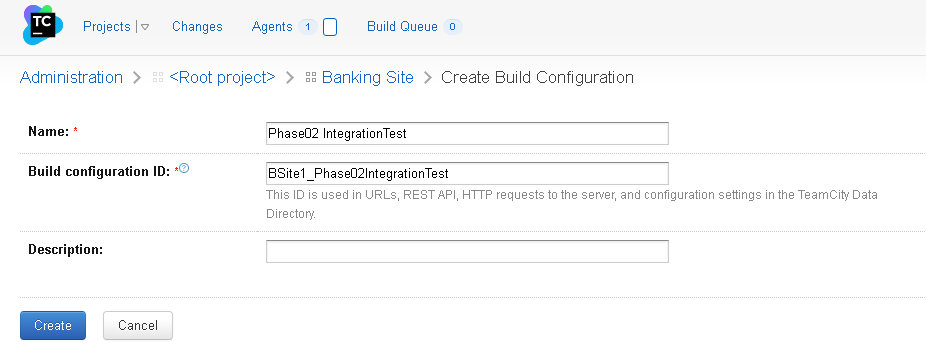 TC
Projects Changes Agents 1 Build Queue 0
Administration <Root project> Banking Site Create Build Configuration
Name: * Phase02 IntegrationTest
Build configuration ID: * ? BSite1_Phase02IntegrationTest
This ID is used in URLs, REST API, HTTP requests to the server, and configuration settings in the TeamCity Data
Directory.
Description:
Create Cancel